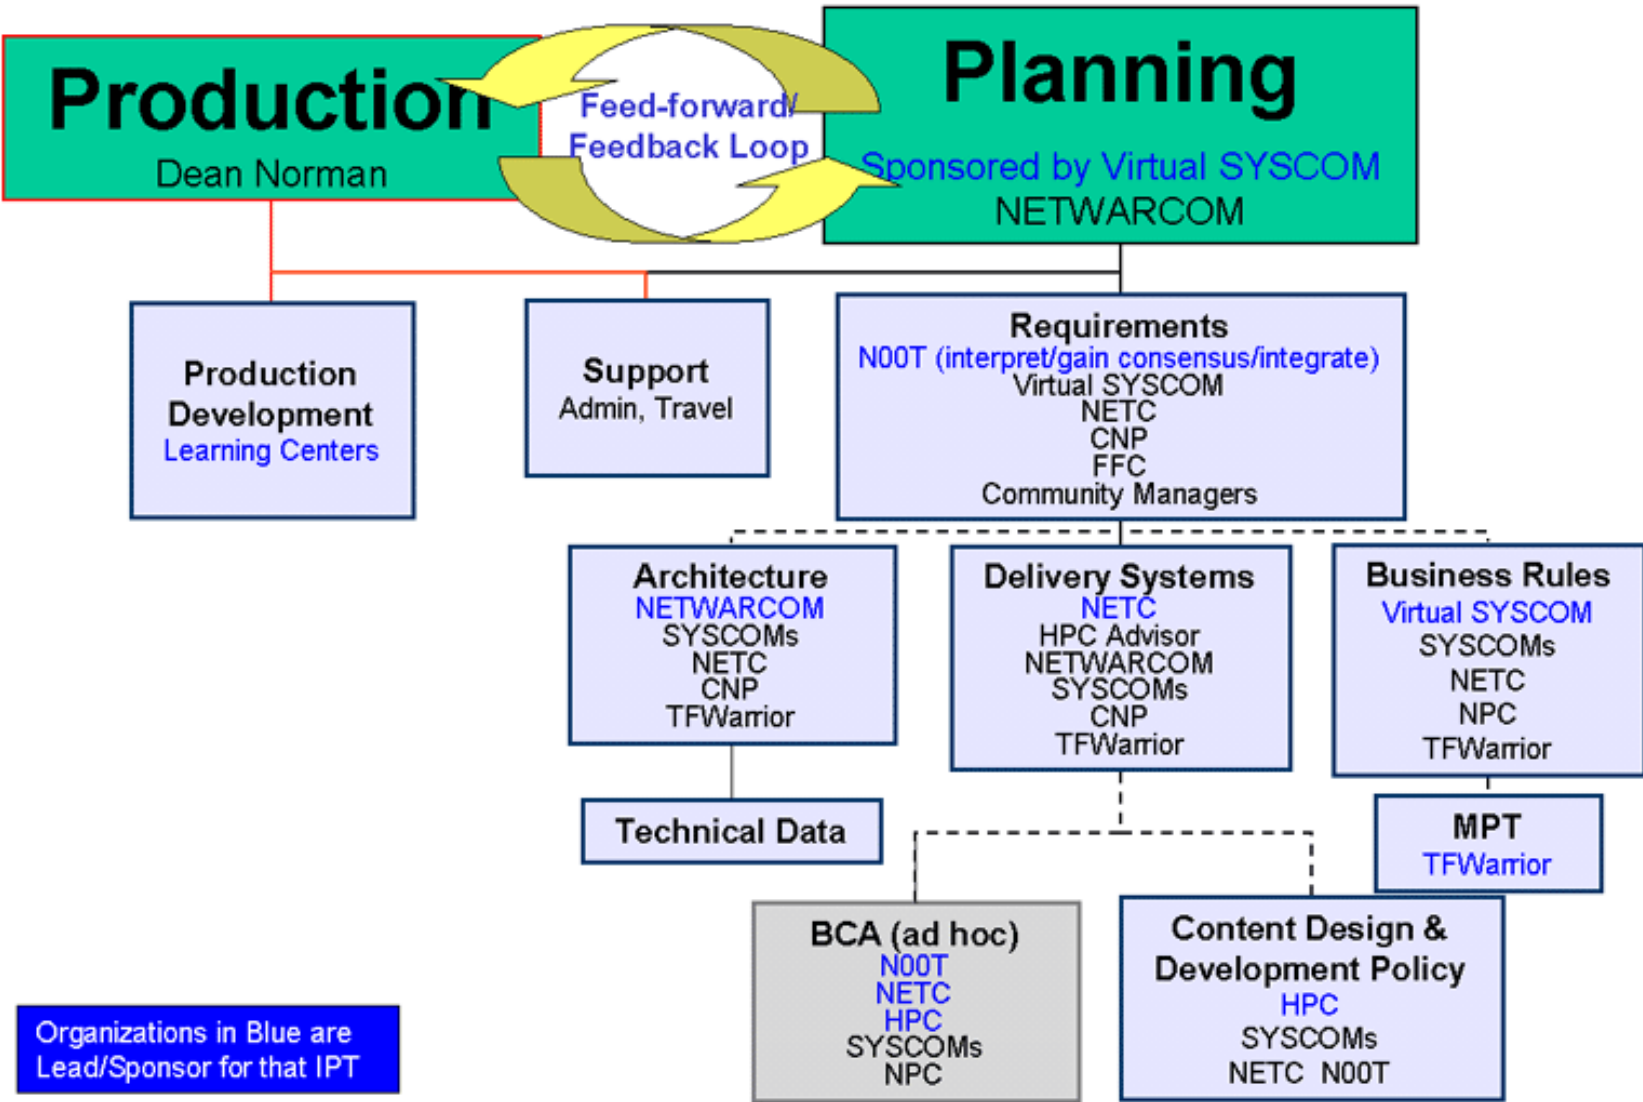 Production
Dean Norman
Feed-forward/
Feedback Loop
Planning
Sponsored by Virtual SYSCOM
NETWARCOM
Production
Development
Learning Centers
Support
Admin, Travel
Requirements
N00T (interpret/gain consensus/integrate)
Virtual SYSCOM
NETC
CNP
FFC
Community Managers
Architecture
NETWARCOM
SYSCOMs
NETC
CNP
TFWarrior
Delivery Systems
NETC
HPC Advisor
NETWARCOM
SYSCOMs
CNP
TFWarrior
Business Rules
Virtual SYSCOM
SYSCOMs
NETC
NPC
TFWarrior
Technical Data
MPT
TFWarrior
BCA (ad hoc)
N00T
NETC
HPC
SYSCOMs
NPC
Content Design &
Development Policy
HPC
SYSCOMs
NETC N00T
Organizations in Blue are
Lead/Sponsor for that IPT